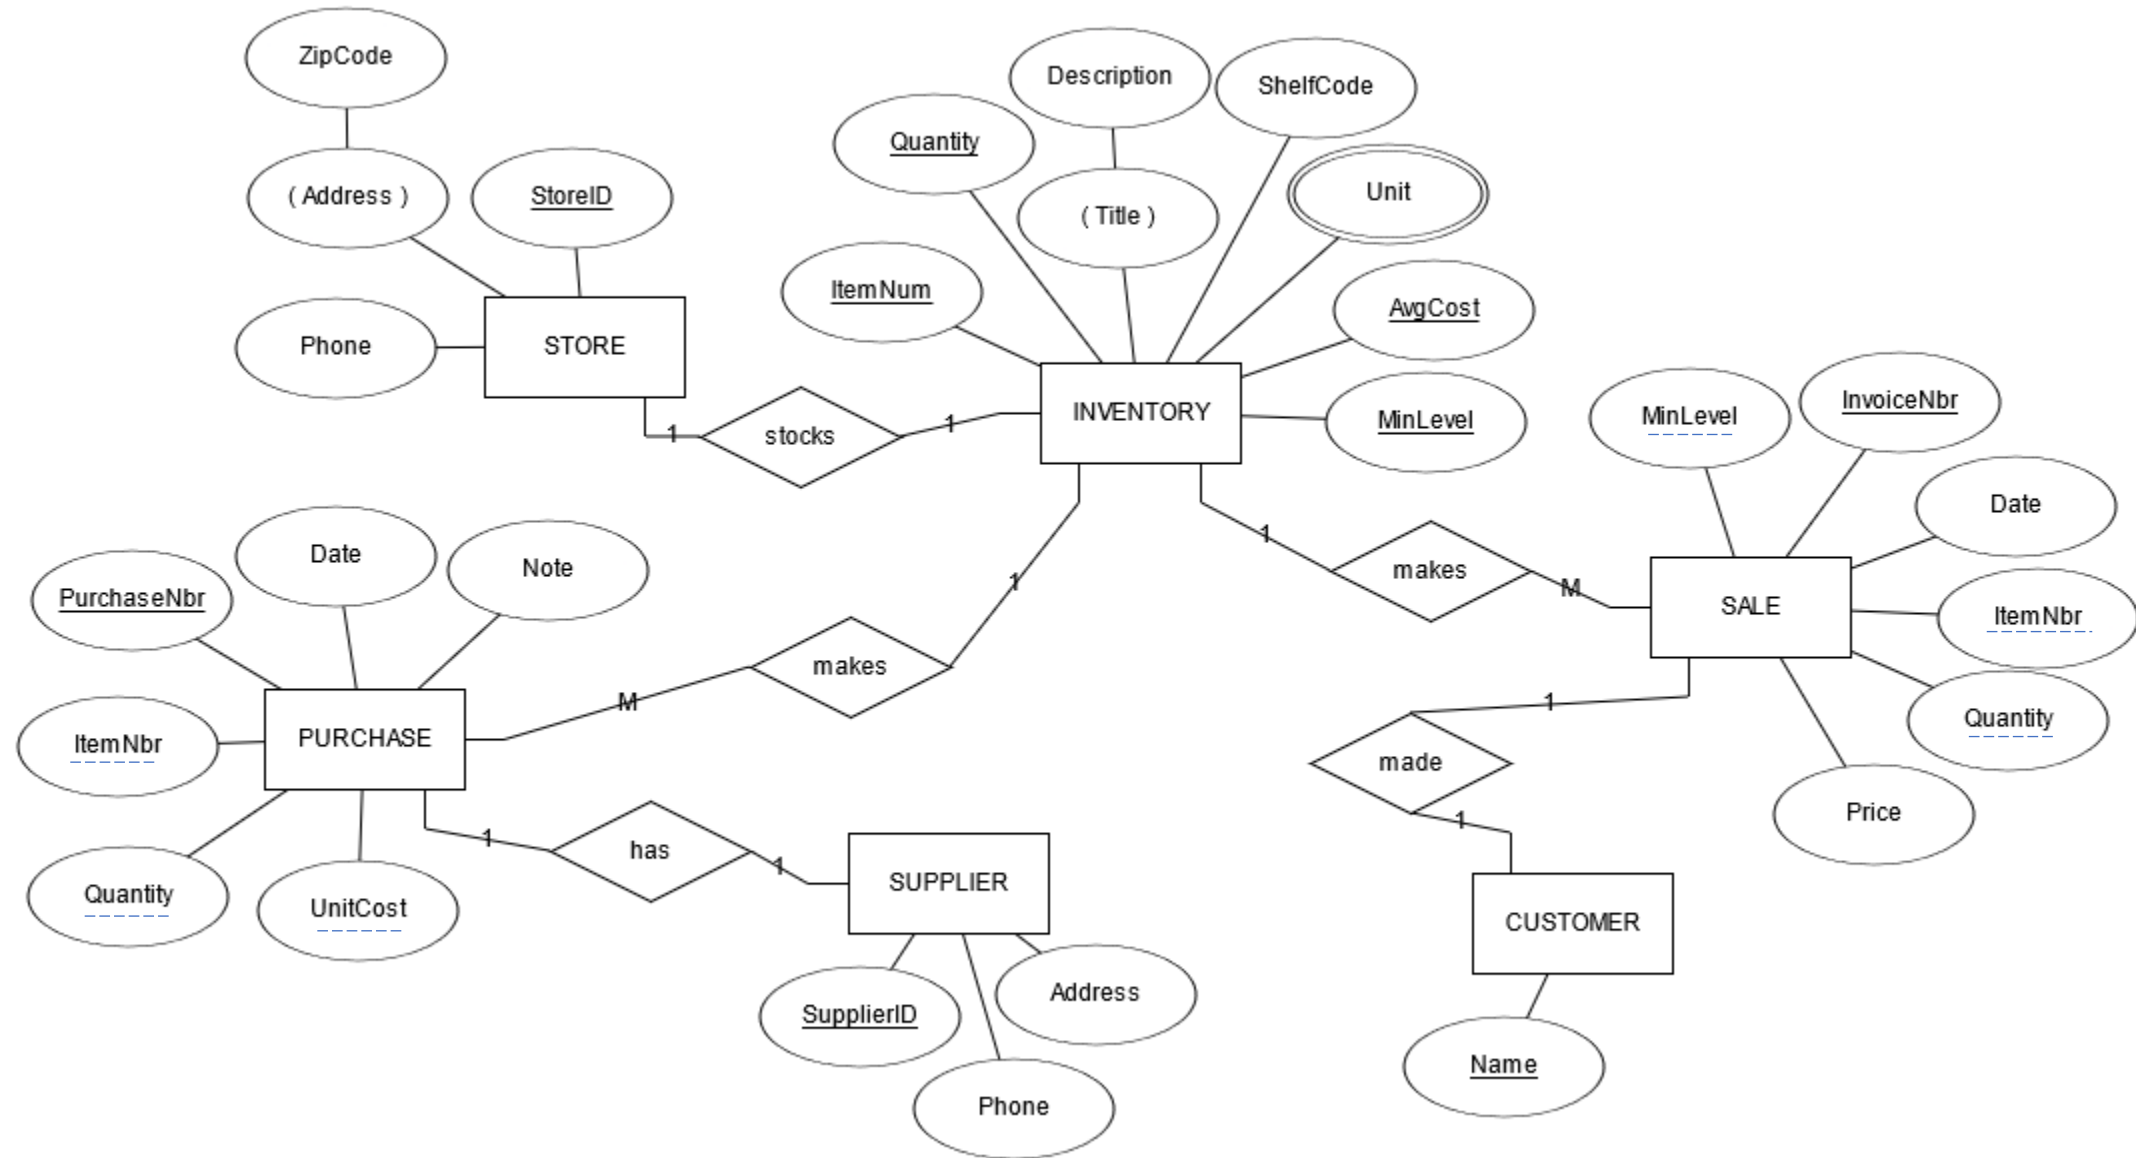 ZipCode
Description
ShelfCode
Quantity
( Address )
StoreID
( Title )
Unit
ItemNum
AvgCost
Phone
STORE
INVENTORY
MinLevel
MinLevel
InvoiceNbr
1
stocks
1
Date
PurchaseNbr
Date
Note
1
1
makes
M
SALE
ItemNbr
makes
M
1
Quantity
ItemNbr
PURCHASE
made
1
Price
1
has
1
SUPPLIER
Quantity
UnitCost
CUSTOMER
SupplierID
Address
Name
Phone